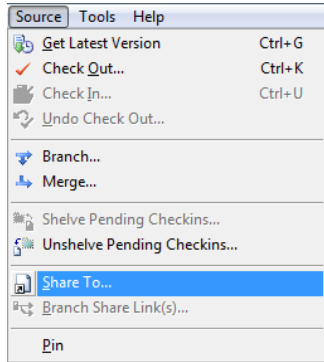 Source Tools Help
Get Latest Version Ctrl+G
Check Out... Ctrl+K
Check In... Ctrl+U
Undo Check Out...
Branch...
Merge...
Shelve Pending Checkins...
Unshelve Pending Checkins...
Share To...
Branch Share Link(s)...
Pin